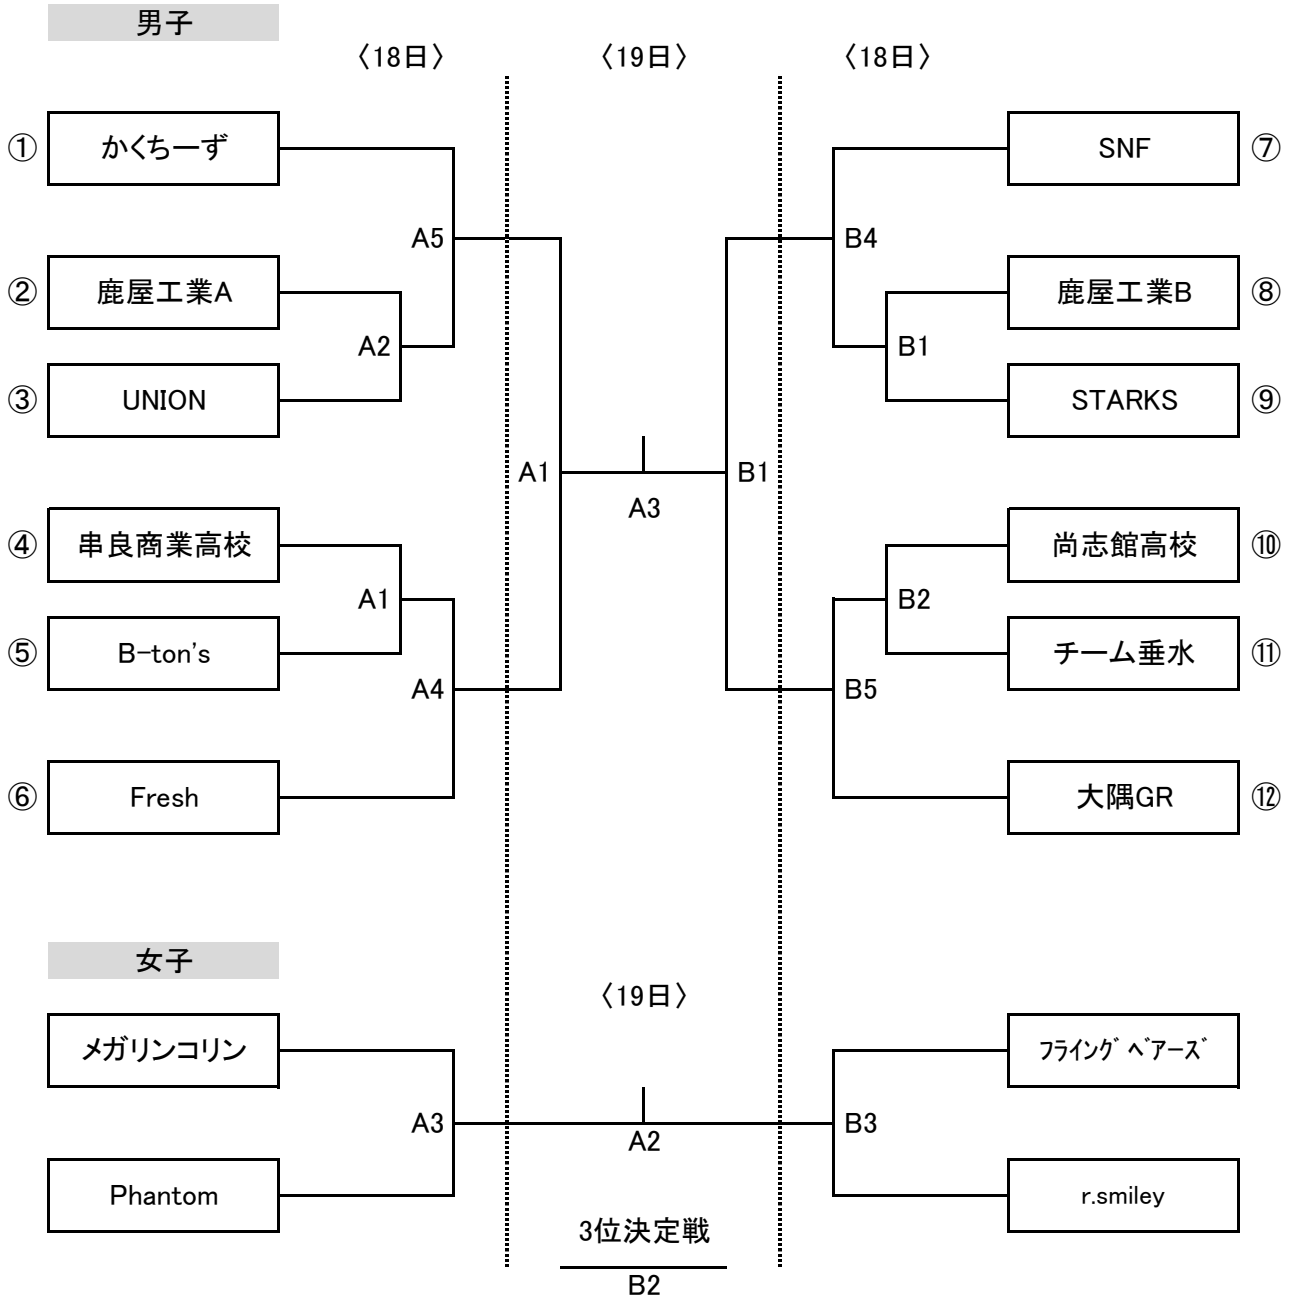 男子
〈18日〉 〈19日〉 〈18日〉
① かくちーず SNF ⑦
A5 B4
② 鹿屋工業A 鹿屋工業B ⑧
A2 B1
③ UNION STARKS ⑨
A1 B1
A3
④ 串良商業高校 尚志館高校 ⑩
A1 B2
⑤ B-ton's チーム垂水 ⑪
A4 B5
⑥ Fresh 大隅GR ⑫
女子
〈19日〉
メガリンコリン ﾌﾗｲﾝｸﾞﾍﾞｱｰｽﾞ
A3 A2 B3
Phantom r.smiley
3位決定戦
B2